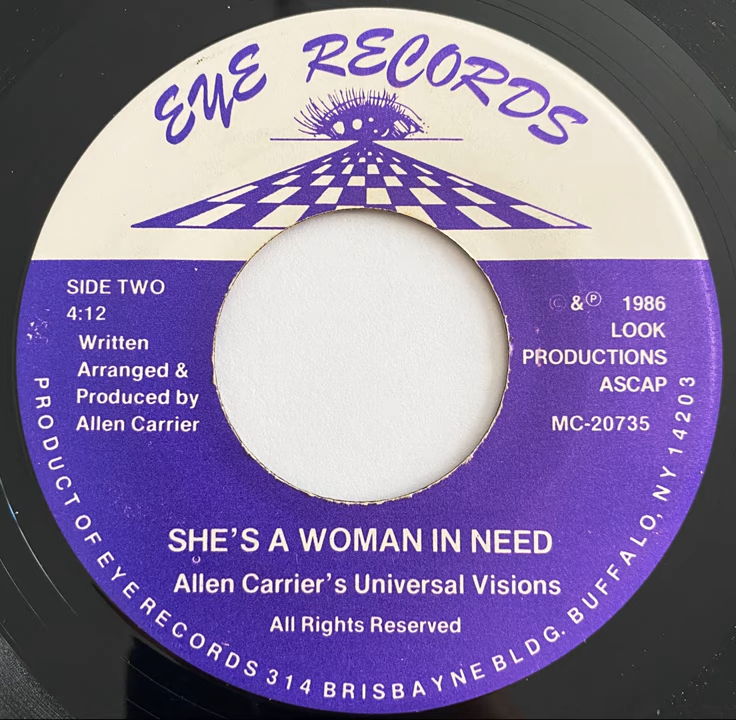 EYE RECORDS
SIDE TWO
4:12
Written
Arranged &
Produced by
Allen Carrier
© & ℗ 1986
LOOK
PRODUCTIONS
ASCAP
MC-20735
SHE'S A WOMAN IN NEED
Allen Carrier's Universal Visions
All Rights Reserved
PRODUCT OF EYE RECORDS 314 BRISBAYNE BLDG. BUFFALO, NY 14203